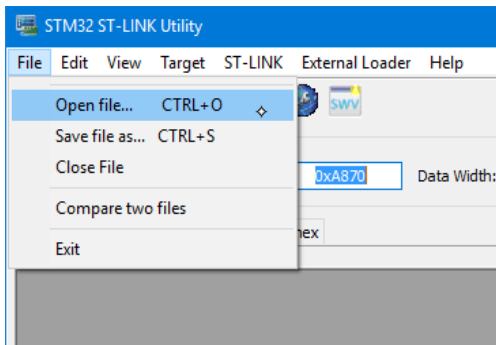 STM32 ST-LINK Utility
File Edit View Target ST-LINK External Loader Help
Open file... CTRL+O
swv
Save file as... CTRL+S
Close File
0xA870 Data Width:
Compare two files
Exit